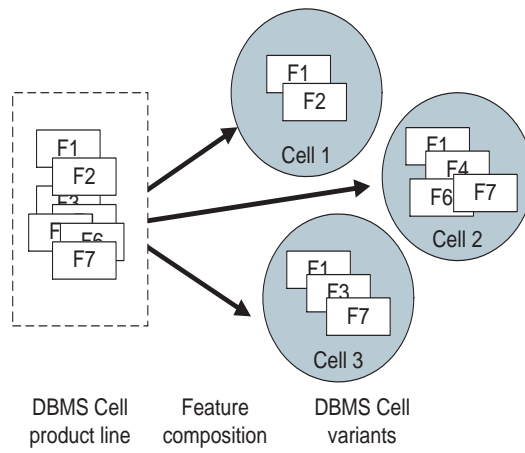 F1
F2
F3
F
F6
F7
F1
F2
Cell 1
F1
F4
F6
F7
Cell 2
F1
F3
F7
Cell 3
DBMS Cell
product line
Feature
composition
DBMS Cell
variants